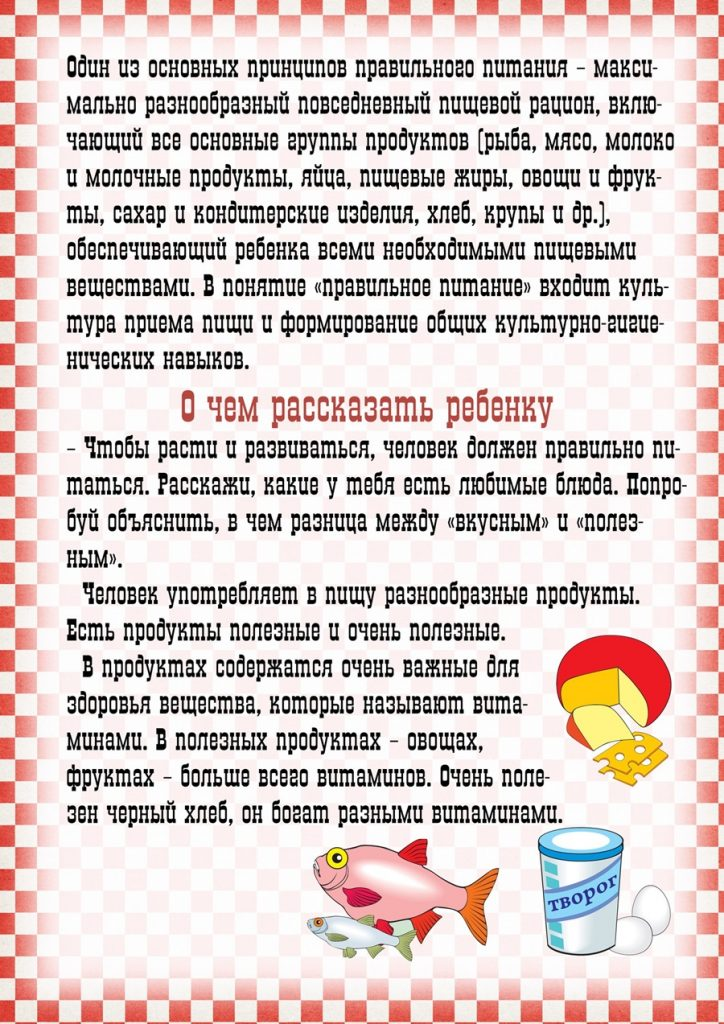 Один из основных принципов правильного питания – макси-
мально разнообразный повседневный пищевой рацион, вклю-
чающий все основные группы продуктов (рыба, мясо, молоко
и молочные продукты, яйца, пищевые жиры, овощи и фрук-
ты, сахар и кондитерские изделия, хлеб, крупы и др.),
обеспечивающий ребенка всеми необходимыми пищевыми
веществами. В понятие «правильное питание» входит куль-
тура приема пищи и формирование общих культурно-гигие-
нических навыков.
О чем рассказать ребенку
– Чтобы расти и развиваться, человек должен правильно пи-
таться. Расскажи, какие у тебя есть любимые блюда. Попро-
буй объяснить, в чем разница между «вкусным» и «полез-
ным».
Человек употребляет в пищу разнообразные продукты.
Есть продукты полезные и очень полезные.
В продуктах содержатся очень важные для
здоровья вещества, которые называют вита-
минами. В полезных продуктах – овощах,
фруктах – больше всего витаминов. Очень поле-
зен черный хлеб, он богат разными витаминами.
творог